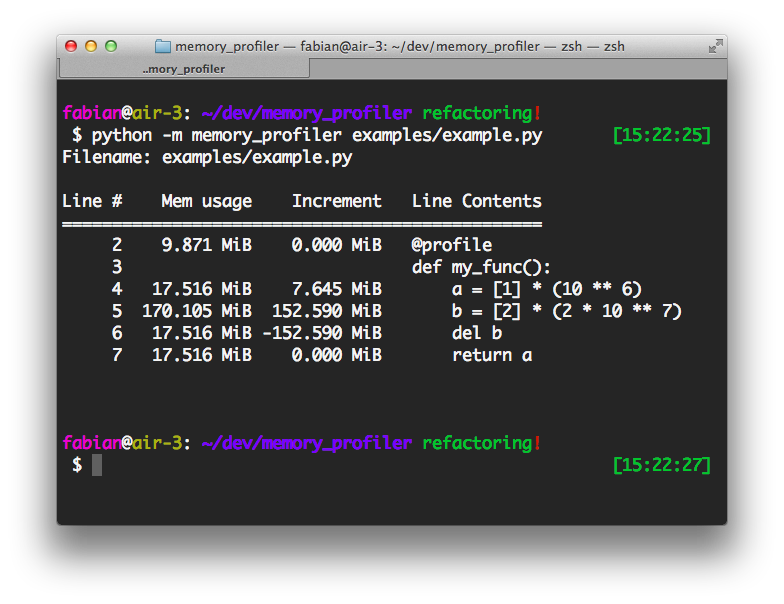 memory_profiler — fabian@air-3: ~/dev/memory_profiler — zsh — zsh
..mory_profiler
fabian@air-3: ~/dev/memory_profiler refactoring!
$ python -m memory_profiler examples/example.py [15:22:25]
Filename: examples/example.py
Line # Mem usage Increment Line Contents
================================================
2 9.871 MiB 0.000 MiB @profile
3 def my_func():
4 17.516 MiB 7.645 MiB a = [1] * (10 ** 6)
5 170.105 MiB 152.590 MiB b = [2] * (2 * 10 ** 7)
6 17.516 MiB -152.590 MiB del b
7 17.516 MiB 0.000 MiB return a
fabian@air-3: ~/dev/memory_profiler refactoring!
$ [15:22:27]